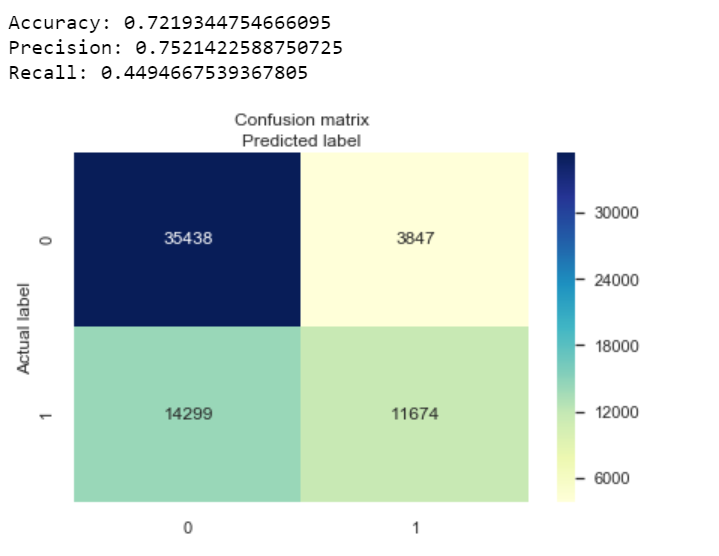 Accuracy: 0.7219344754666095
Precision: 0.7521422588750725
Recall: 0.4494667539367805
Confusion matrix
Predicted label
30000
0
35438
3847
24000
Actual label
18000
1
14299
11674
12000
6000
0
1